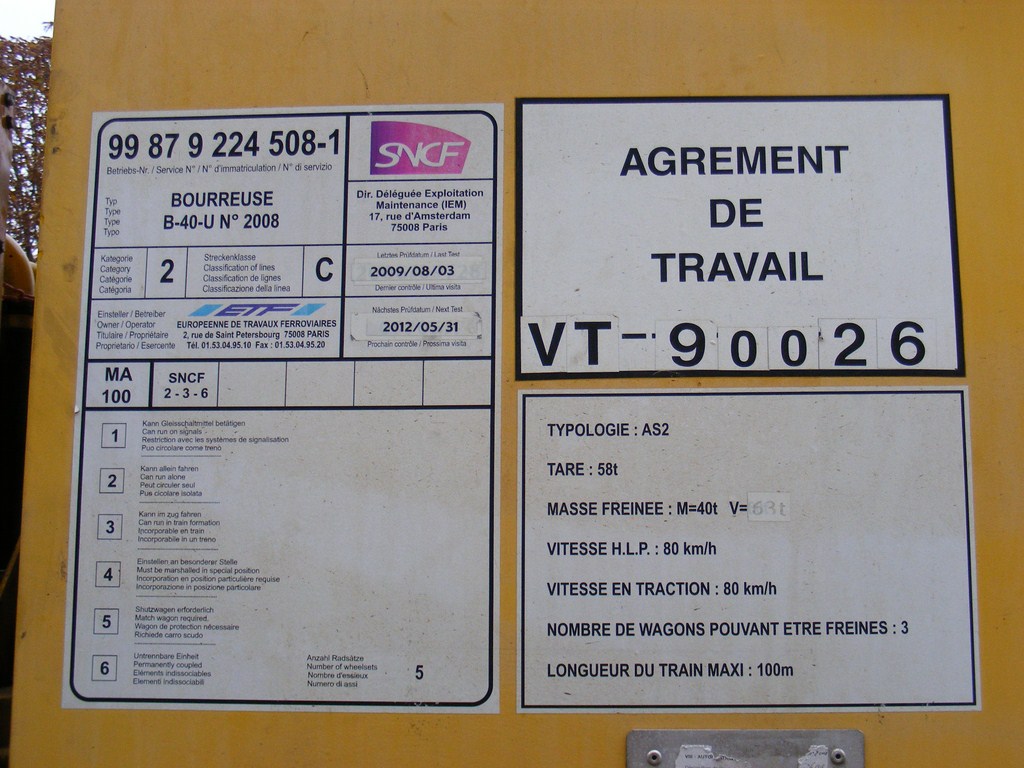 99 87 9 224 508-1
Betriebs-Nr. / Service N° / N° d'immatriculation / N° di servizio
Typ
Type
Type
Typo
BOURREUSE
B-40-U N° 2008
SNCF
Dir. Déléguée Exploitation
Maintenance (IEM)
17, rue d'Amsterdam
75008 Paris
Kategorie
Category
Catégorie
Catégoria
2
Streckenklasse
Classification of lines
Classification de lignes
Classificazione della linea
C
Letztes Prüfdatum / Last Test
2009/08/03
Dernier contrôle / Ultima visita
Einsteller / Betreiber
Owner / Operator
Titulaire / Propriétaire
Proprietario / Esercente
ETF
EUROPEENNE DE TRAVAUX FERROVIAIRES
2, rue de Saint Petersbourg 75008 PARIS
Tél. 01.53.04.95.10 Fax : 01.53.04.95.20
Nächstes Prüfdatum / Next Test
2012/05/31
Prochain contrôle / Prossima visita
MA
100
SNCF
2 - 3 - 6
1
Kann Gleisschaltmittel betätigen
Can run on signals
Restriction avec les systèmes de signalisation
Puo circolare come treno
2
Kann allein fahren
Can run alone
Peut circuler seul
Pue cicolare isolata
3
Kann im zug fahren
Can run in train formation
Incorporable en train
Incorporabile in un treno
4
Einstellen an besonderar Stelle
Must be marshalled in special position
Incorporation en position particulière requise
Incorporazione in posizione particolare
5
Shutzwagen erforderlich
Match wagon required
Wagon de protection nécessaire
Richiede carro scudo
6
Untrennbare Einheit
Permanently coupled
Eléments indissociables
Elementi indissociabili
Anzahl Radsätze
Number of wheelsets
Nombre d'essieux
Numero di assi
5
AGREMENT
DE
TRAVAIL
VT-90026
TYPOLOGIE : AS2
TARE : 58t
MASSE FREINEE : M=40t V=
VITESSE H.L.P. : 80 km/h
VITESSE EN TRACTION : 80 km/h
NOMBRE DE WAGONS POUVANT ETRE FREINES : 3
LONGUEUR DU TRAIN MAXI : 100m